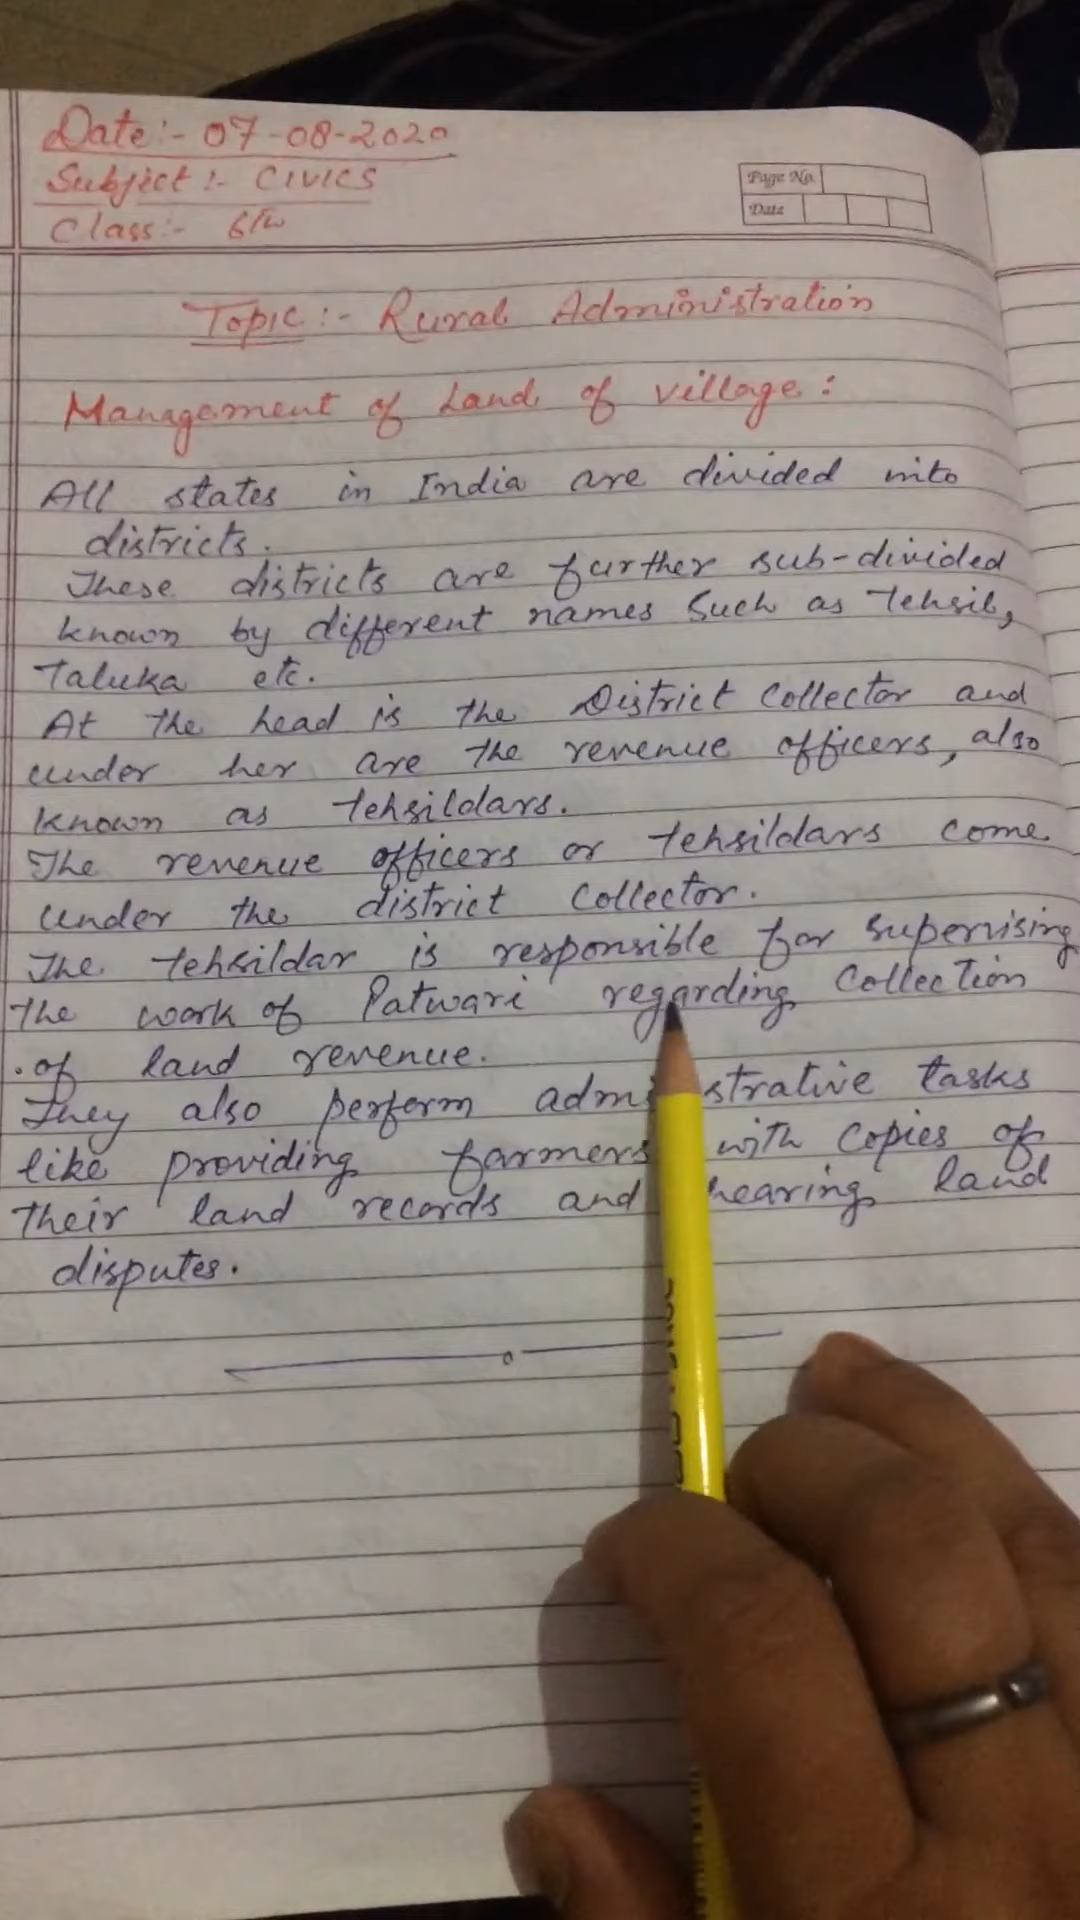 Date:- 07-08-2020
Subject:- CIVICS
Class:- 6th
Page No.
Date
Topic:- Rural Administration
Management of Land of village:
All states in India are divided into
districts.
These districts are further sub-divided
known by different names such as Tehsil,
Taluka etc.
At the head is the District Collector and
under her are the revenue officers, also
known as tehsildars.
The revenue officers or tehsildars come
under the district Collector.
The tehsildar is responsible for supervising
the work of Patwari regarding Collection
of land revenue.
They also perform administrative tasks
like providing farmers with copies of
their land records and hearing land
disputes.